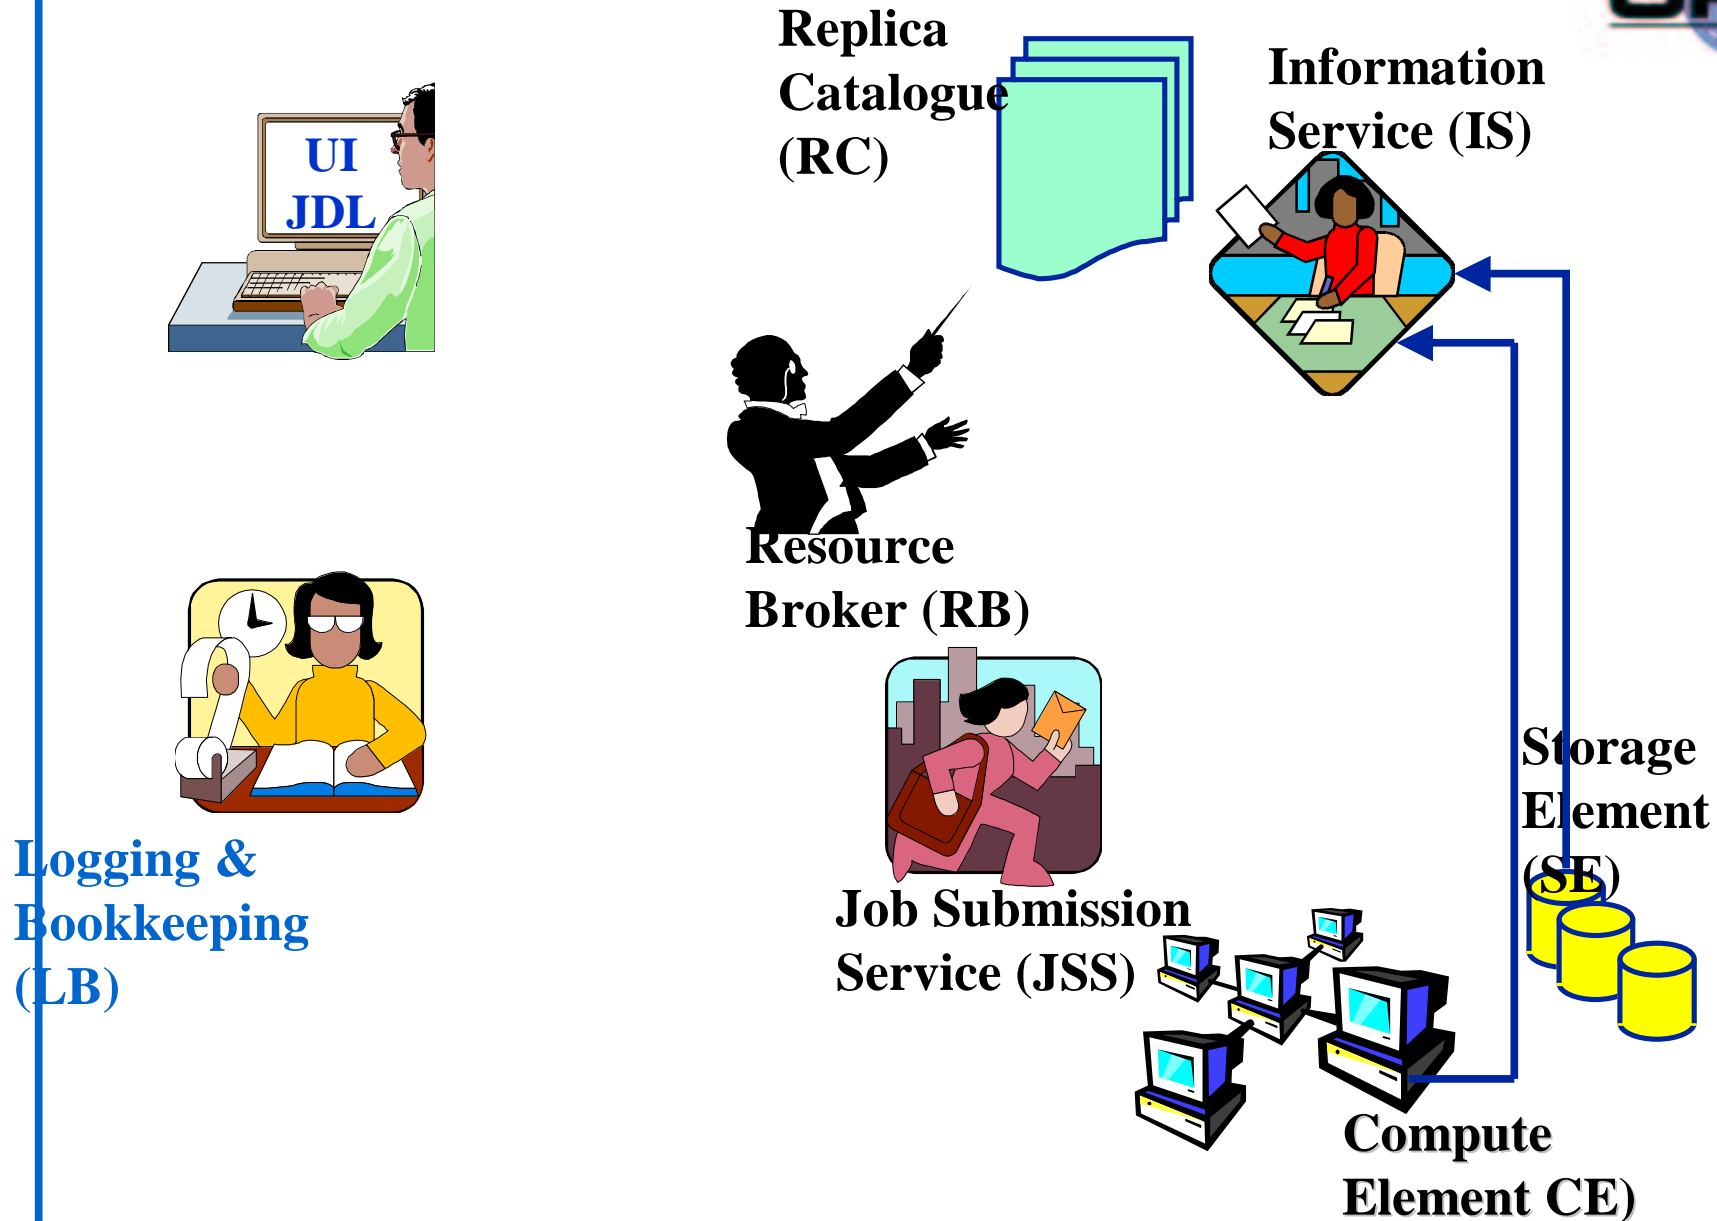 Replica
Catalogue
(RC)
Information
Service (IS)
UI
JDL
Resource
Broker (RB)
Storage
Element
(SE)
Logging &
Bookkeeping
(LB)
Job Submission
Service (JSS)
Compute
Element CE)